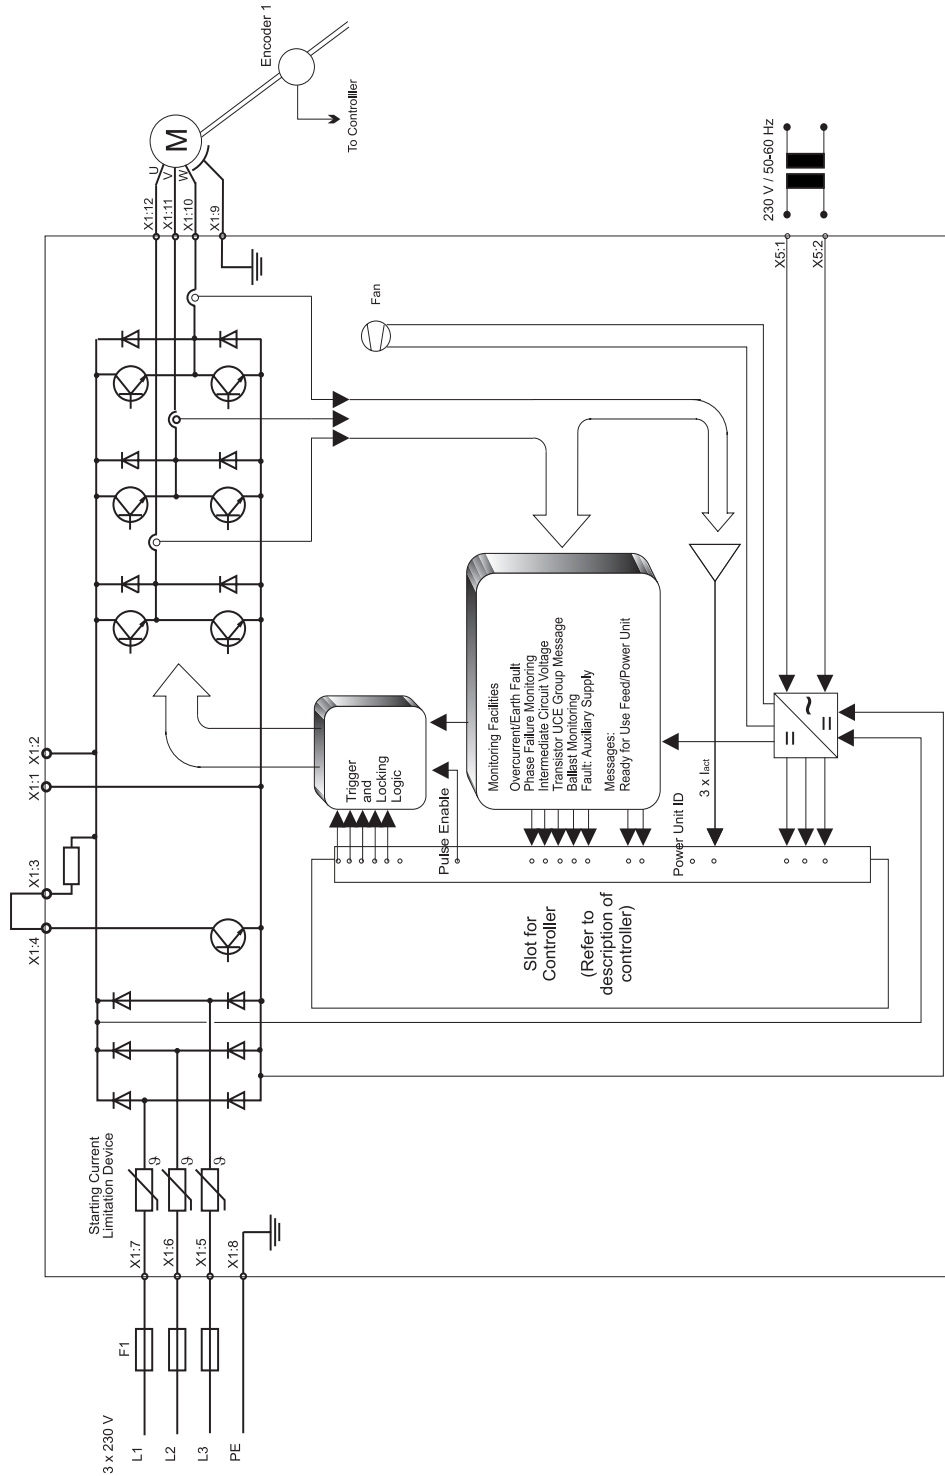 3 x 230 V
L1
L2
L3
PE
F1
X1:7
X1:6
X1:5
X1:8
Starting Current
Limitation Device
ϑ
ϑ
ϑ
X1:4
X1:3
X1:1
X1:2
Slot for
Controller
(Refer to
description of
controller)
Trigger
and
Locking
Logic
Pulse Enable
Monitoring Facilities
Overcurrent/Earth Fault
Phase Failure Monitoring
Intermediate Circuit Voltage
Transistor UCE Group Message
Ballast Monitoring
Fault: Auxiliary Supply
Messages:
Ready for Use Feed/Power Unit
Power Unit ID
3 x Iact
=
~
=
Fan
X1:12
X1:11
X1:10
X1:9
U
V
W
M
Encoder 1
To Controlller
X5:1
X5:2
230 V / 50-60 Hz